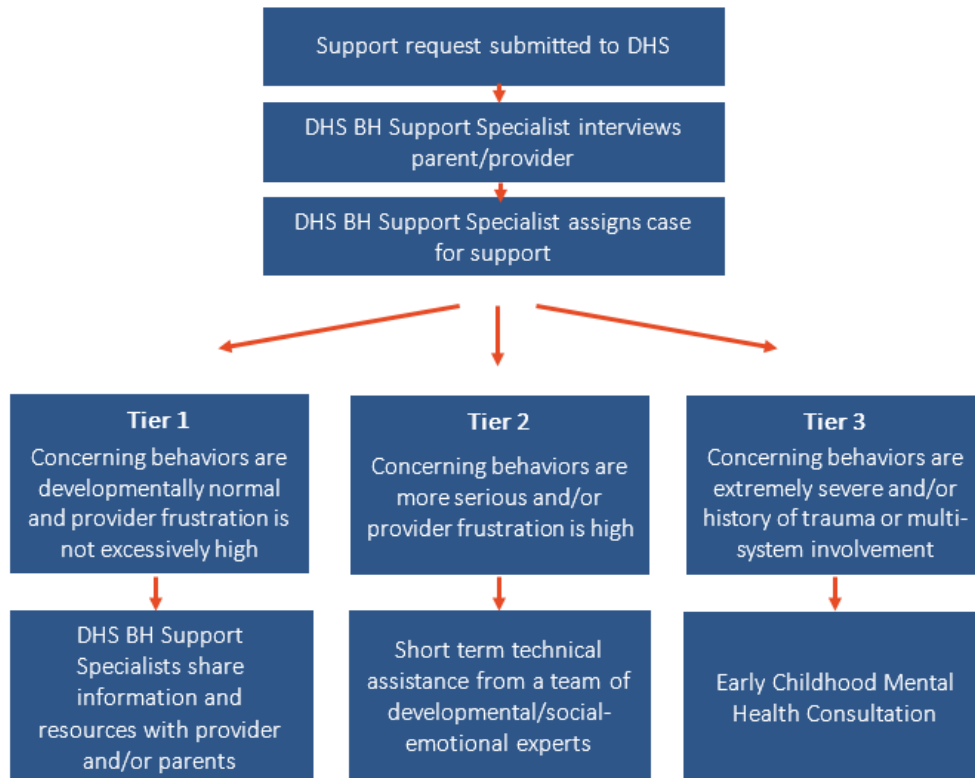 Support request submitted to DHS
DHS BH Support Specialist interviews
parent/provider
DHS BH Support Specialist assigns case
for support
Tier 1
Concerning behaviors are
developmentally normal
and provider frustration is
not excessively high
Tier 2
Concerning behaviors are
more serious and/or
provider frustration is high
Tier 3
Concerning behaviors are
extremely severe and/or
history of trauma or multi-
system involvement
DHS BH Support
Specialists share
information and
resources with provider
and/or parents
Short term technical
assistance from a team of
developmental/social-
emotional experts
Early Childhood Mental
Health Consultation